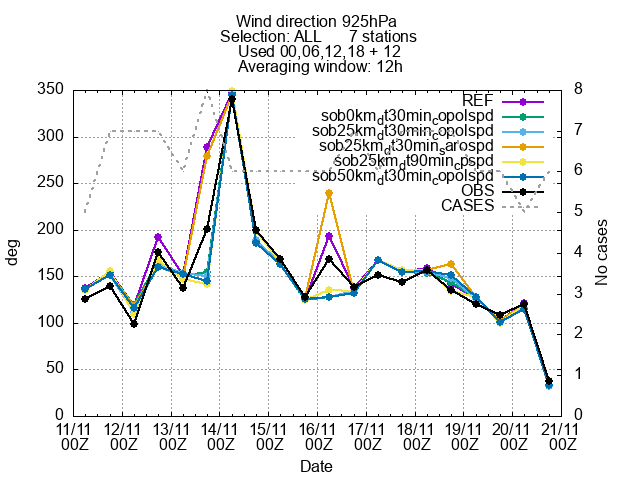 Wind direction 925hPa
Selection: ALL 7 stations
Used 00,06,12,18 + 12
Averaging window: 12h
REF
sob0km_dt30min_copolspd
sob25km_dt30min_copolspd
sob25km_dt30min_sarospd
sob25km_dt90min_cplspd
sob50km_dt30min_copolspd
OBS
CASES
deg
350
300
250
200
150
100
50
0
8
7
6
5
4
3
2
1
0
No cases
11/11 12/11 13/11 14/11 15/11 16/11 17/11 18/11 19/11 20/11 21/11
00Z 00Z 00Z 00Z 00Z 00Z 00Z 00Z 00Z 00Z 00Z
Date